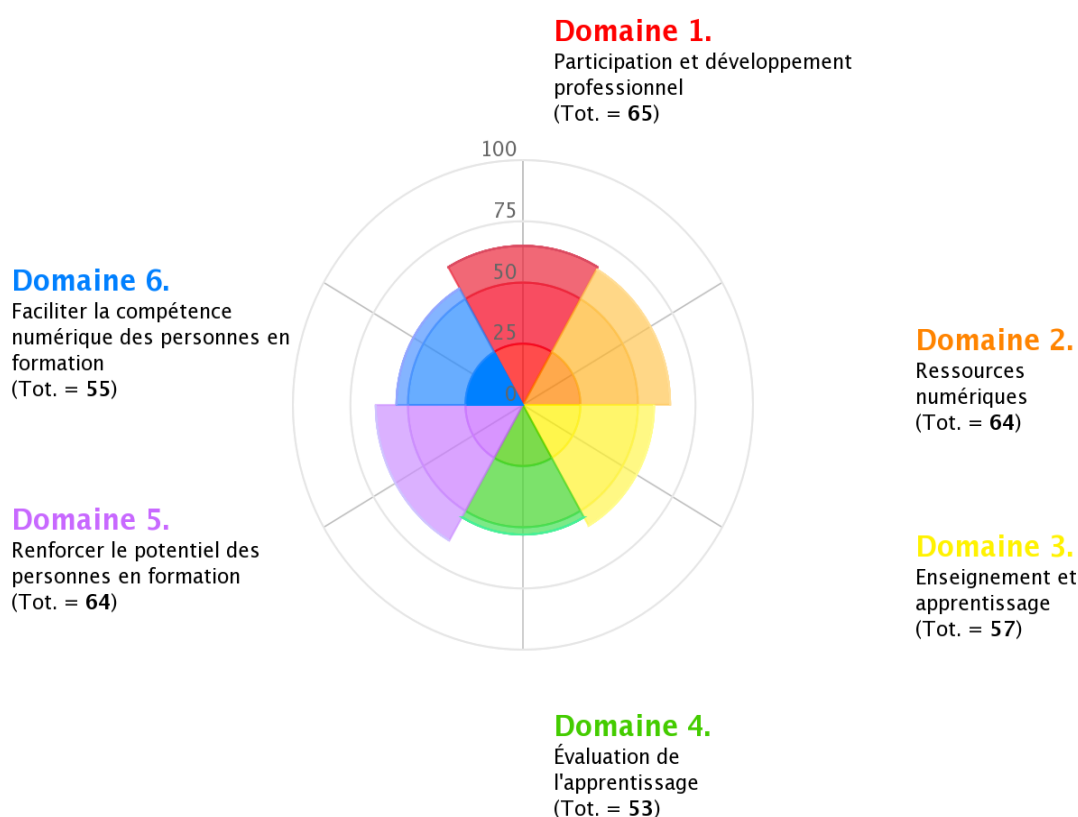 Domaine 1.
Participation et développement
professionnel
(Tot. = 65)
100
75
50
25
0
Domaine 6.
Faciliter la compétence
numérique des personnes en
formation
(Tot. = 55)
Domaine 2.
Ressources
numériques
(Tot. = 64)
Domaine 5.
Renforcer le potentiel des
personnes en formation
(Tot. = 64)
Domaine 3.
Enseignement et
apprentissage
(Tot. = 57)
Domaine 4.
Évaluation de
l'apprentissage
(Tot. = 53)